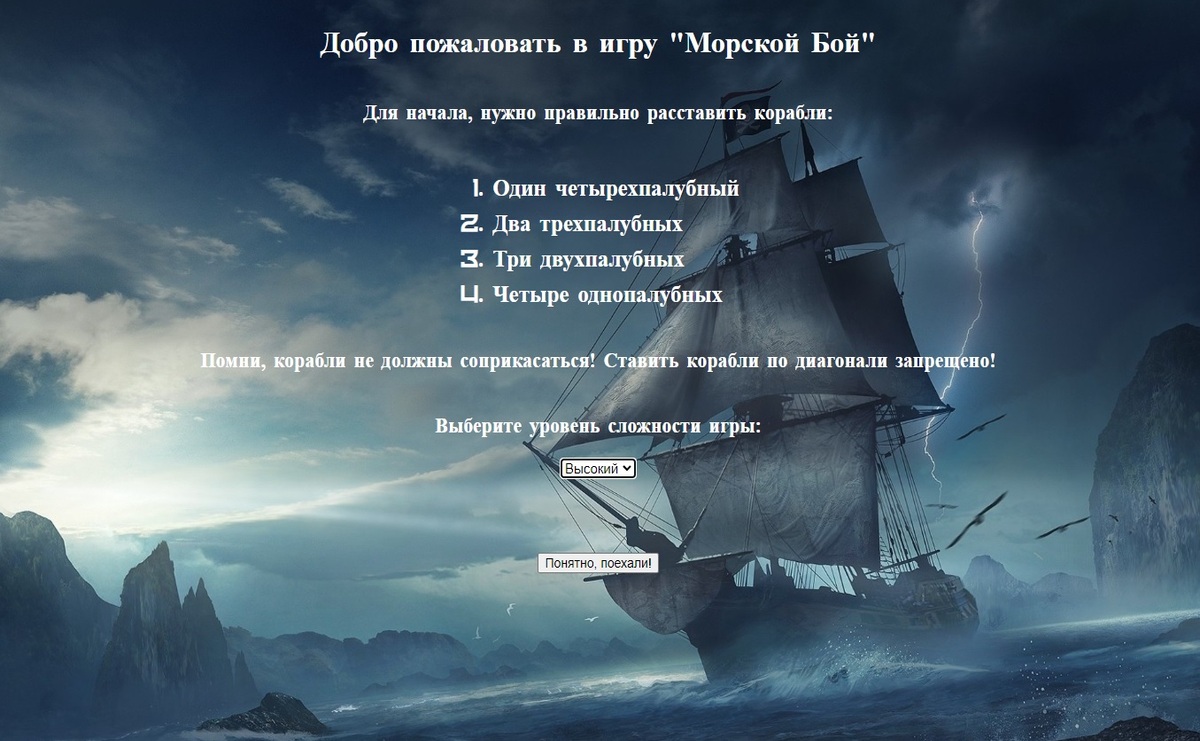 Добро пожаловать в игру "Морской Бой"
Для начала, нужно правильно расставить корабли:
1. Один четырехпалубный
2. Два трехпалубных
3. Три двухпалубных
4. Четыре однопалубных
Помни, корабли не должны соприкасаться! Ставить корабли по диагонали запрещено!
Выберите уровень сложности игры:
Высокий
Понятно, поехали!